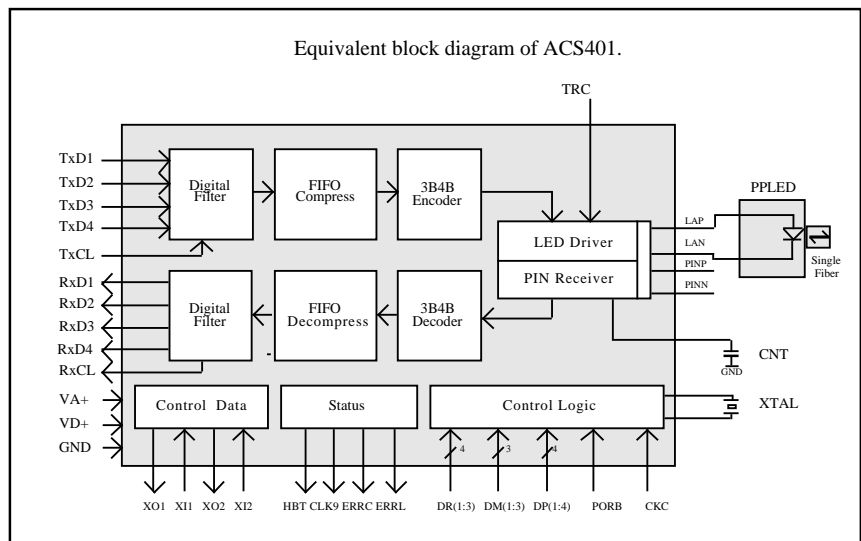 Equivalent block diagram of ACS401.
TRC
TxD1
TxD2
TxD3
TxD4
TxCL
Digital
Filter
FIFO
Compress
3B4B
Encoder
LED Driver
PIN Receiver
LAP
LAN
PINP
PINN
PPLED
Single
Fiber
RxD1
RxD2
RxD3
RxD4
RxCL
Digital
Filter
FIFO
Decompress
3B4B
Decoder
CNT
GND
VA+
VD+
GND
Control Data
Status
Control Logic
XTAL
4
3
4
XO1
XI1
XO2
XI2
HBT
CLK9
ERRC
ERRL
DR(1:3)
DM(1:3)
DP(1:4)
PORB
CKC